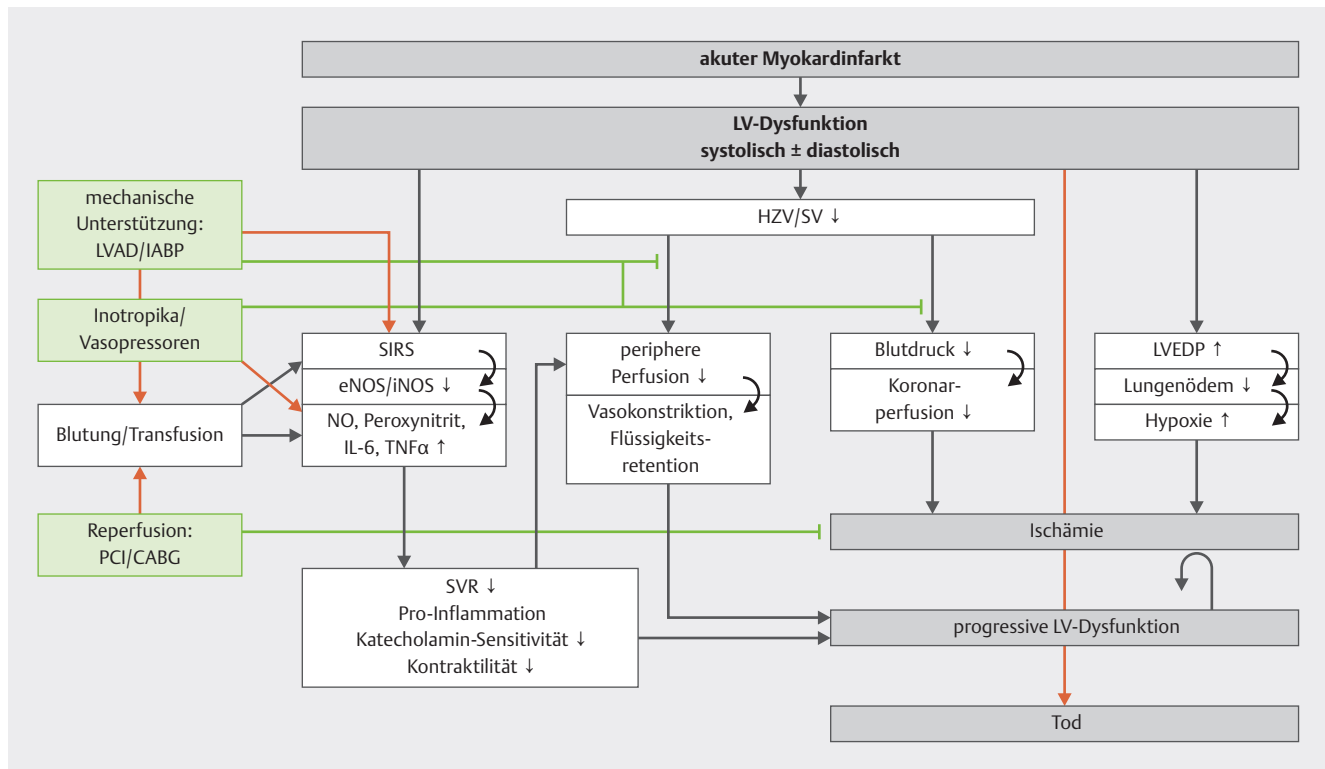 akuter Myokardinfarkt
LV-Dysfunktion
systolisch ± diastolisch
mechanische
Unterstützung:
LVAD/IABP
HZV/SV ↓
Inotropika/
Vasopressoren
SIRS
eNOS/iNOS ↓
NO, Peroxynitrit,
IL-6, TNFα ↑
periphere
Perfusion ↓
Vasokonstriktion,
Flüssigkeits-
retention
Blutdruck ↓
Koronar-
perfusion ↓
LVEDP ↑
Lungenödem ↓
Hypoxie ↑
Blutung/Transfusion
Reperfusion:
PCI/CABG
Ischämie
SVR ↓
Pro-Inflammation
Katecholamin-Sensitivität ↓
Kontraktilität ↓
progressive LV-Dysfunktion
Tod